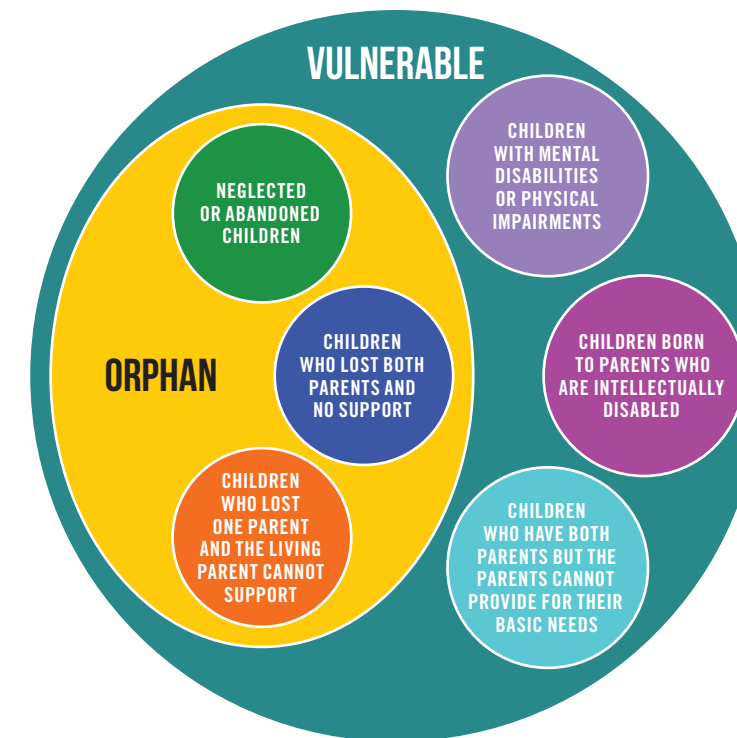 VULNERABLE
CHILDREN
WITH MENTAL
DISABILITIES
OR PHYSICAL
IMPAIRMENTS
NEGLECTED
OR ABANDONED
CHILDREN
ORPHAN
CHILDREN
WHO LOST BOTH
PARENTS AND
NO SUPPORT
CHILDREN BORN
TO PARENTS WHO
ARE INTELLECTUALLY
DISABLED
CHILDREN
WHO LOST
ONE PARENT
AND THE LIVING
PARENT CANNOT
SUPPORT
CHILDREN
WHO HAVE BOTH
PARENTS BUT THE
PARENTS CANNOT
PROVIDE FOR THEIR
BASIC NEEDS